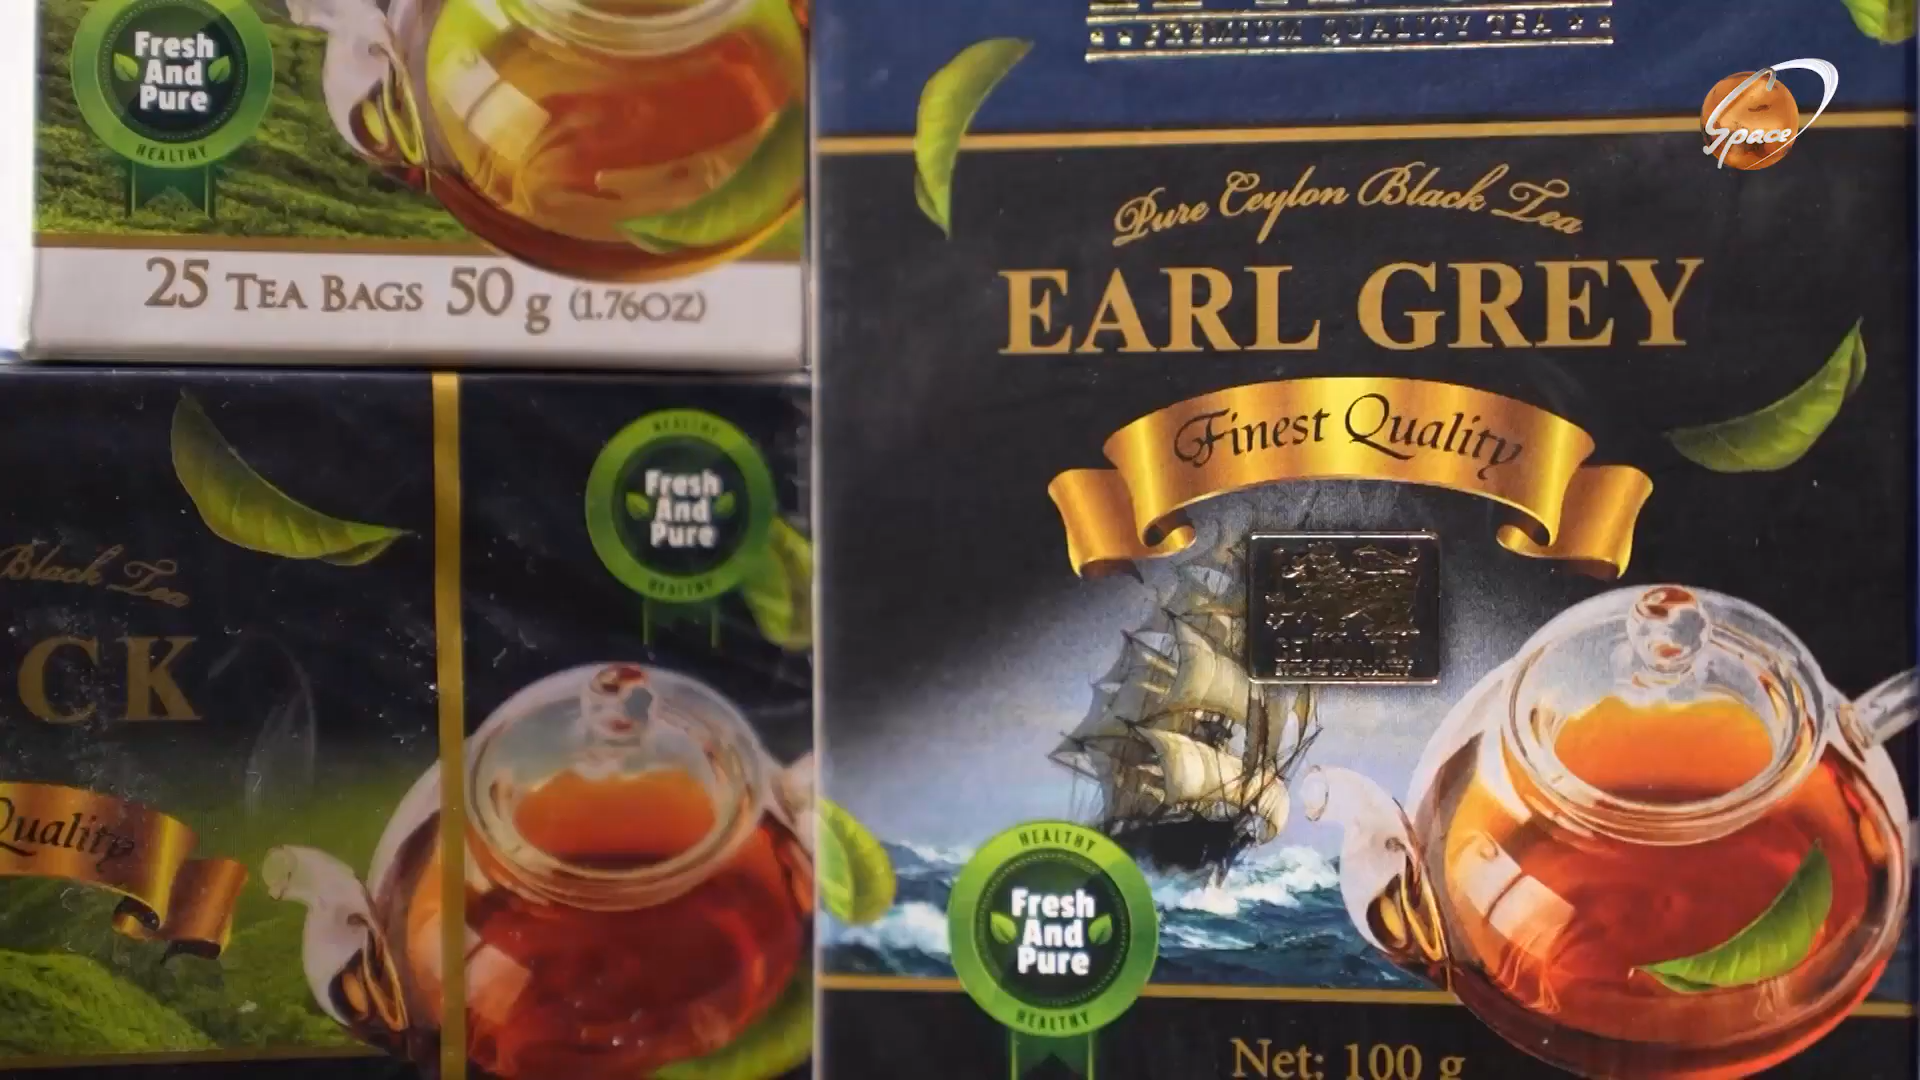 Fresh
And
Pure
HEALTHY
25 TEA BAGS 50 g (1.76OZ)
HEALTHY
Fresh
And
Pure
HEALTHY
Black Tea
CK
Quality
PREMIUM QUALITY TEA
Space
Pure Ceylon Black Tea
EARL GREY
Finest Quality
HEALTHY
Fresh
And
Pure
HEALTHY
Net: 100 g